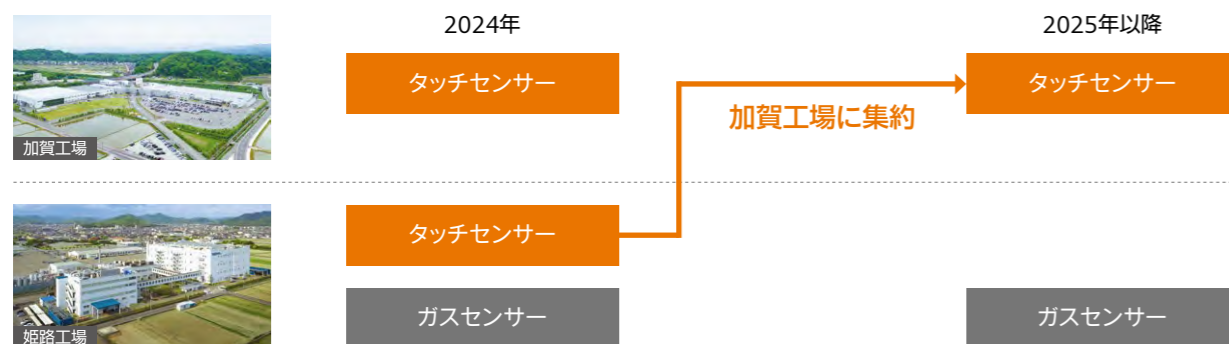 2024年
2025年以降
タッチセンサー
タッチセンサー
加賀工場に集約
加賀工場
タッチセンサー
ガスセンサー
ガスセンサー
姫路工場